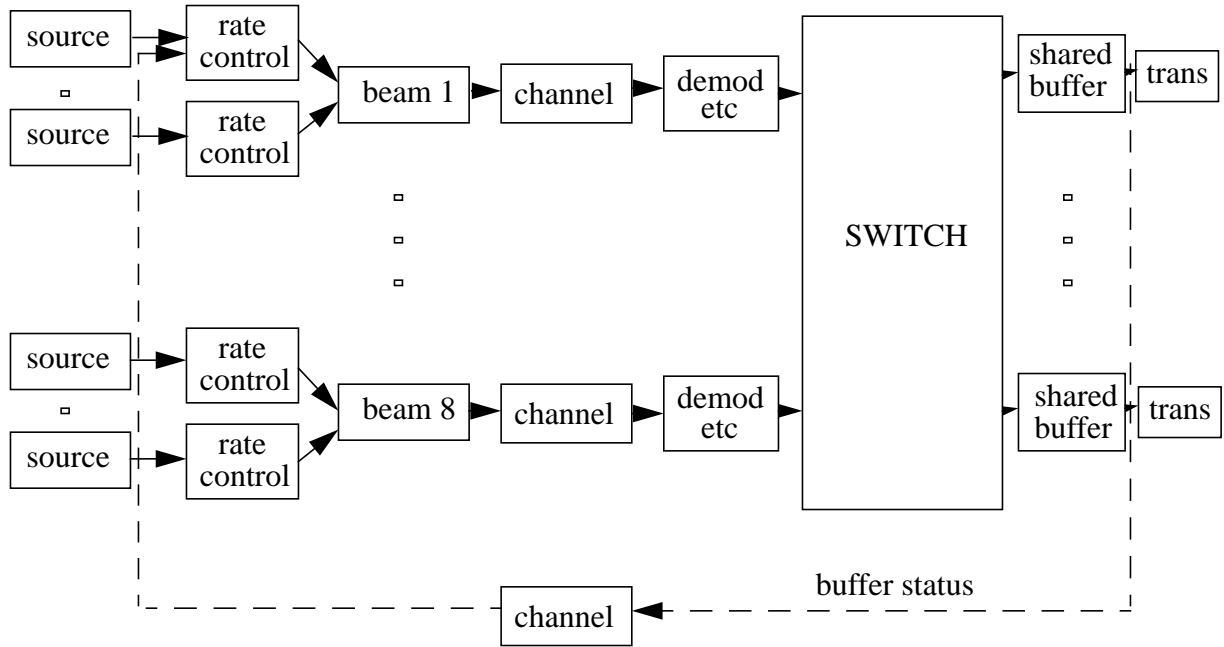 source
rate
control
beam 1
channel
demod
etc
shared
buffer
trans
source
rate
control
SWITCH
source
rate
control
beam 8
channel
demod
etc
shared
buffer
trans
source
rate
control
buffer status
channel